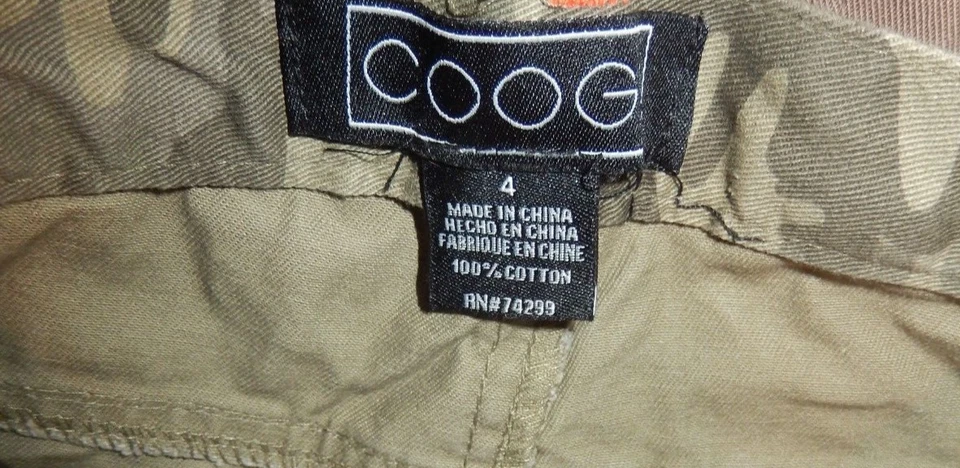 COOG
4
MADE IN CHINA
HECHO EN CHINA
FABRIQUE EN CHINE
100% COTTON
RN#74299